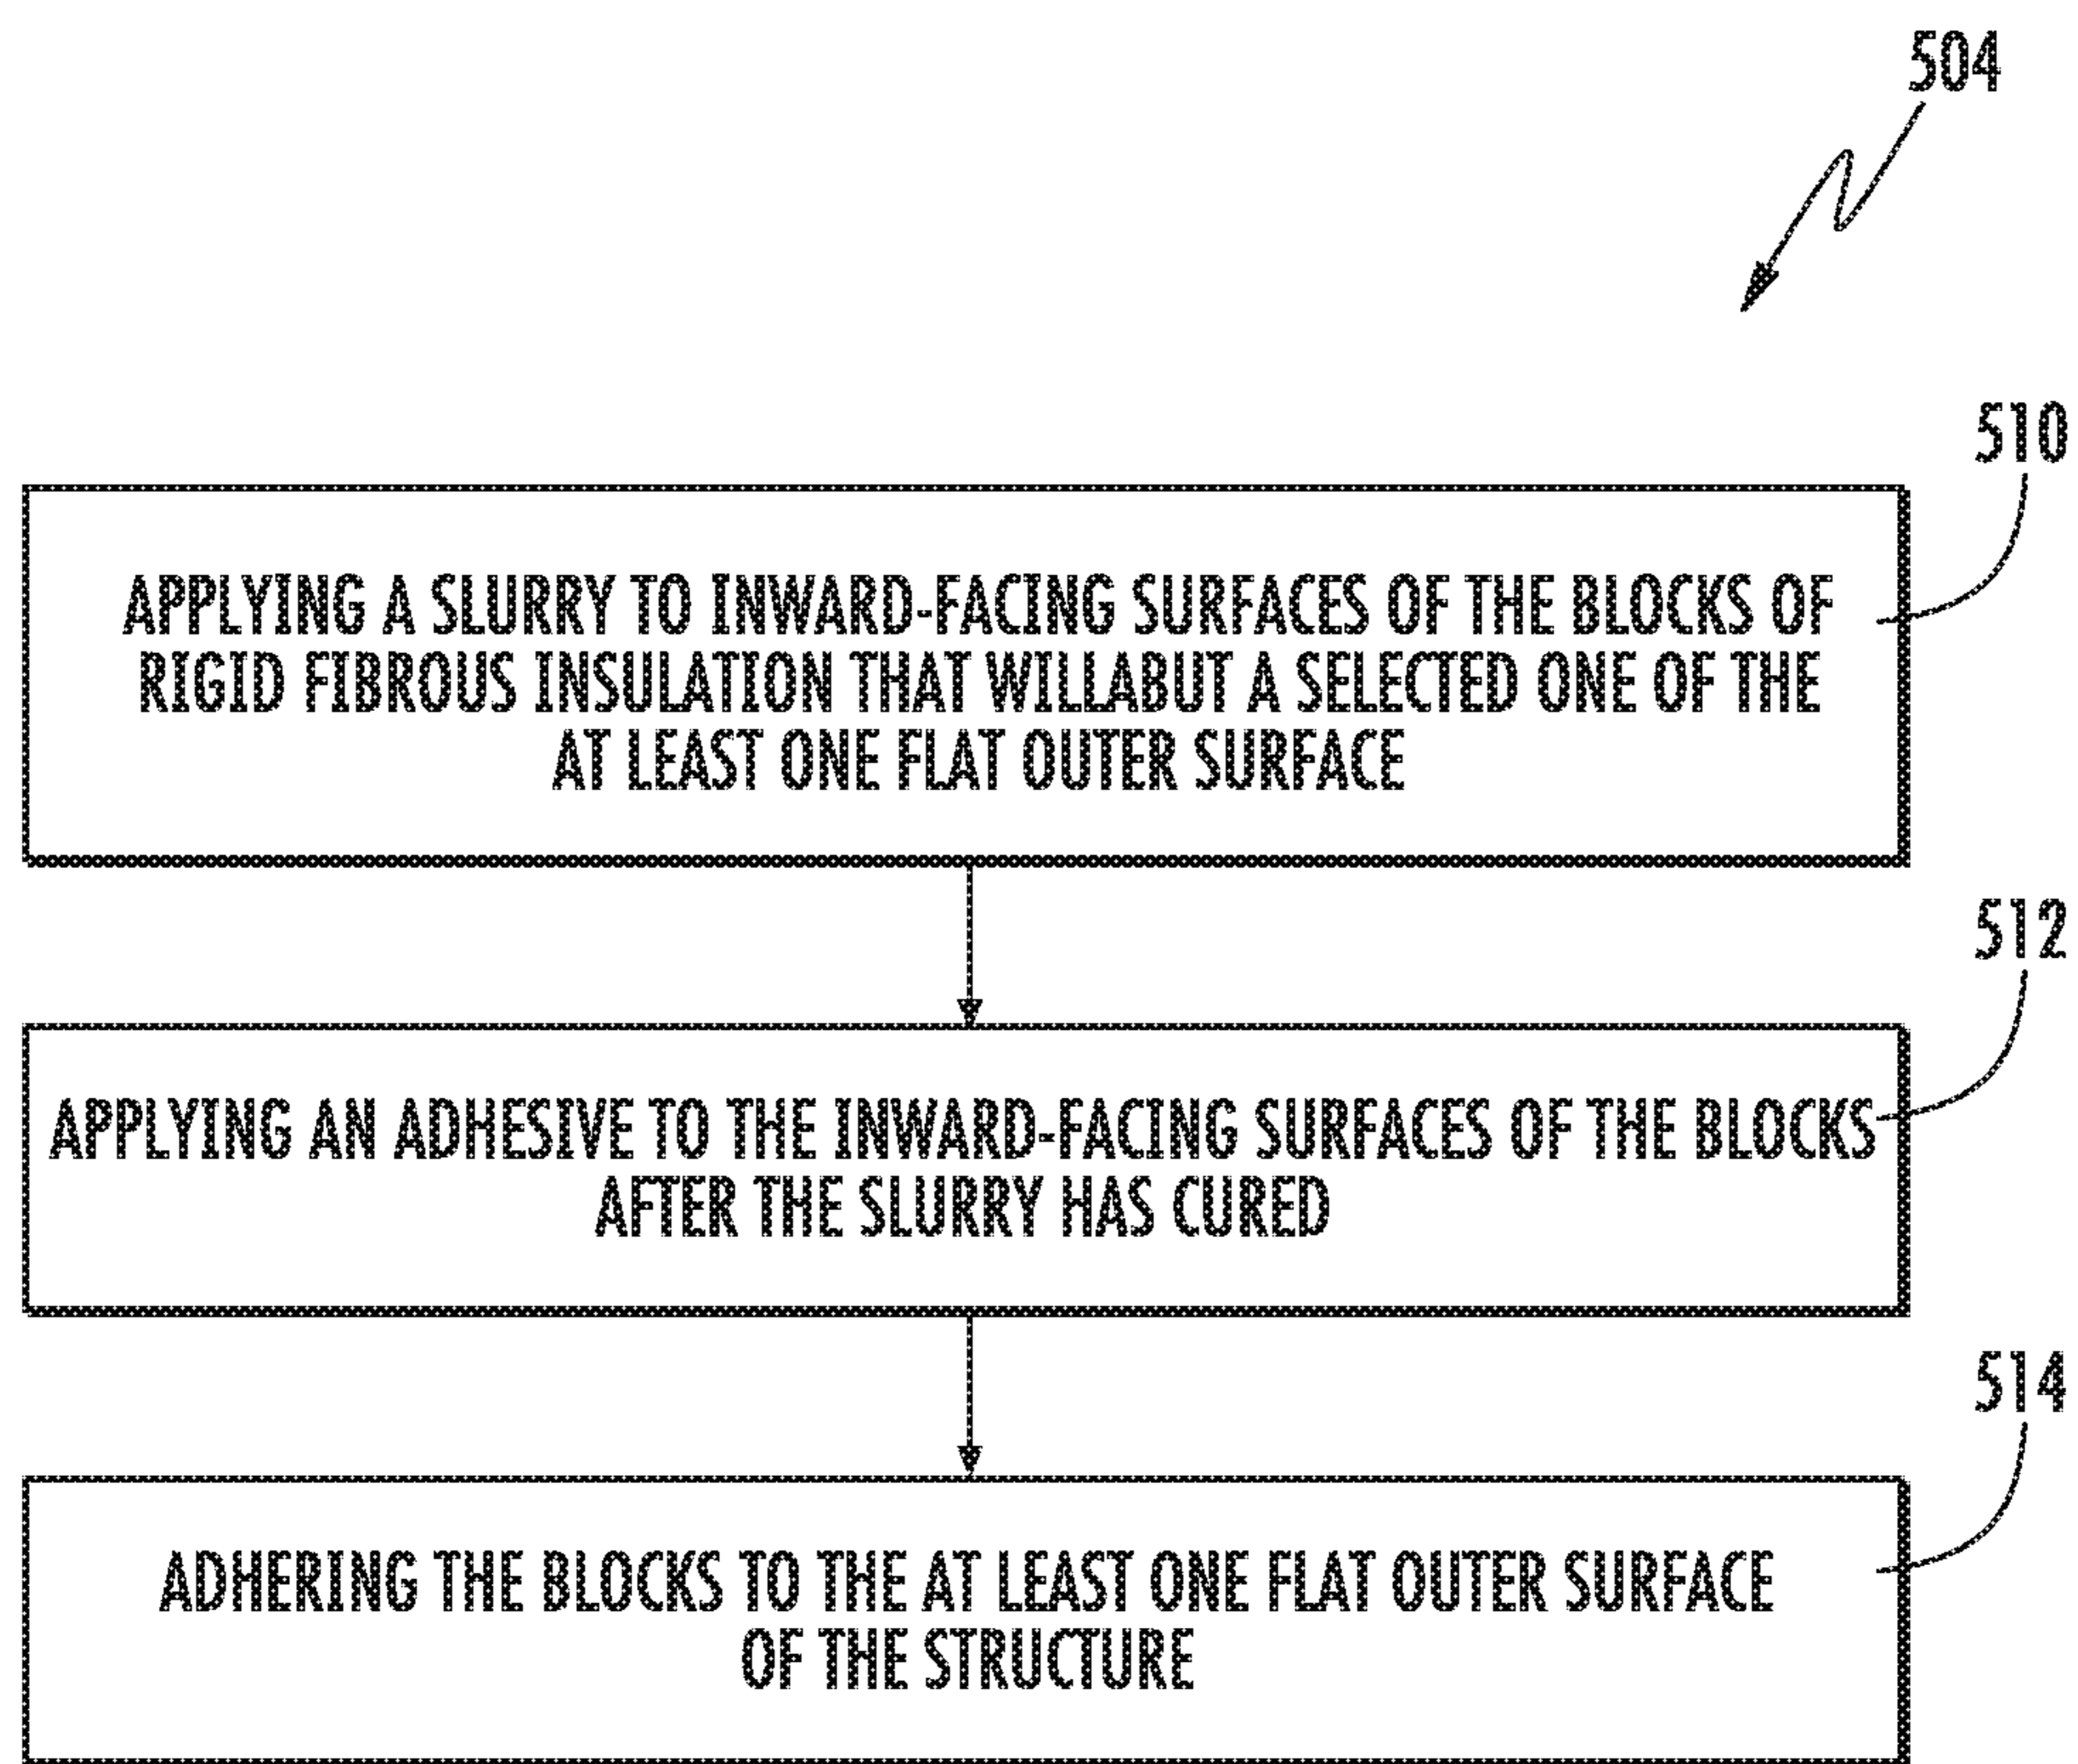 504
510
APPLYING A SLURRY TO INWARD-FACING SURFACES OF THE BLOCKS OF
RIGID FIBROUS INSULATION THAT WILLABUT A SELECTED ONE OF THE
AT LEAST ONE FLAT OUTER SURFACE
512
APPLYING AN ADHESIVE TO THE INWARD-FACING SURFACES OF THE BLOCKS
AFTER THE SLURRY HAS CURED
514
ADHERING THE BLOCKS TO THE AT LEAST ONE FLAT OUTER SURFACE
OF THE STRUCTURE